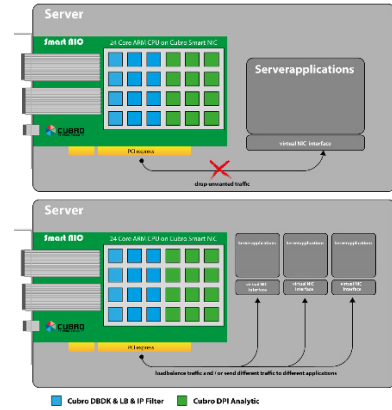 Server
Smart NIC
24 Core ARM CPU on Cubro Smart NIC
Serverapplications
CUBRO
virtual NIC interface
PCI express
drop unwanted traffic
Server
Smart NIC
24 Core ARM CPU on Cubro Smart NIC
Serverapplications
Serverapplications
Serverapplications
virtual NIC
interface
virtual NIC
interface
virtual NIC
interface
CUBRO
PCI express
loadbalance traffic and / or send different traffic to different applications
Cubro DBDK & LB & IP Filter
Cubro DPI Analytic